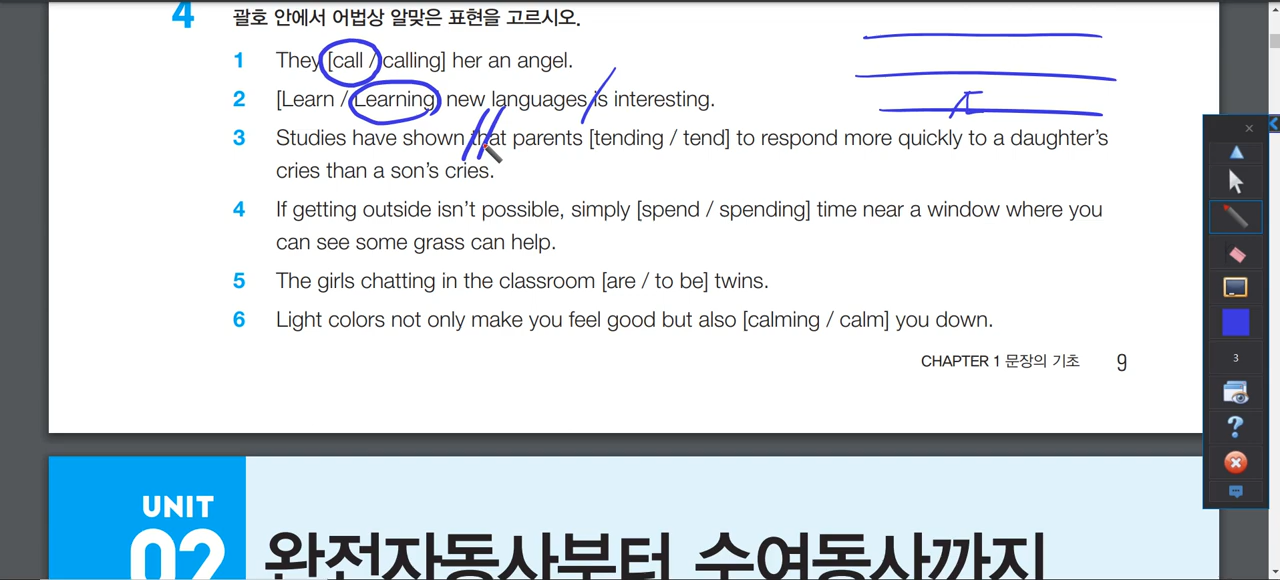 4 괄호 안에서 어법상 알맞은 표현을 고르시오.
1 They [call / calling] her an angel.
2 [Learn / Learning] new languages is interesting.
3 Studies have shown that parents [tending / tend] to respond more quickly to a daughter's
cries than a son's cries.
4 If getting outside isn't possible, simply [spend / spending] time near a window where you
can see some grass can help.
5 The girls chatting in the classroom [are / to be] twins.
6 Light colors not only make you feel good but also [calming / calm] you down.
CHAPTER 1 문장의 기초 9
UNIT
02 완전자동사부터 수여동사까지
3